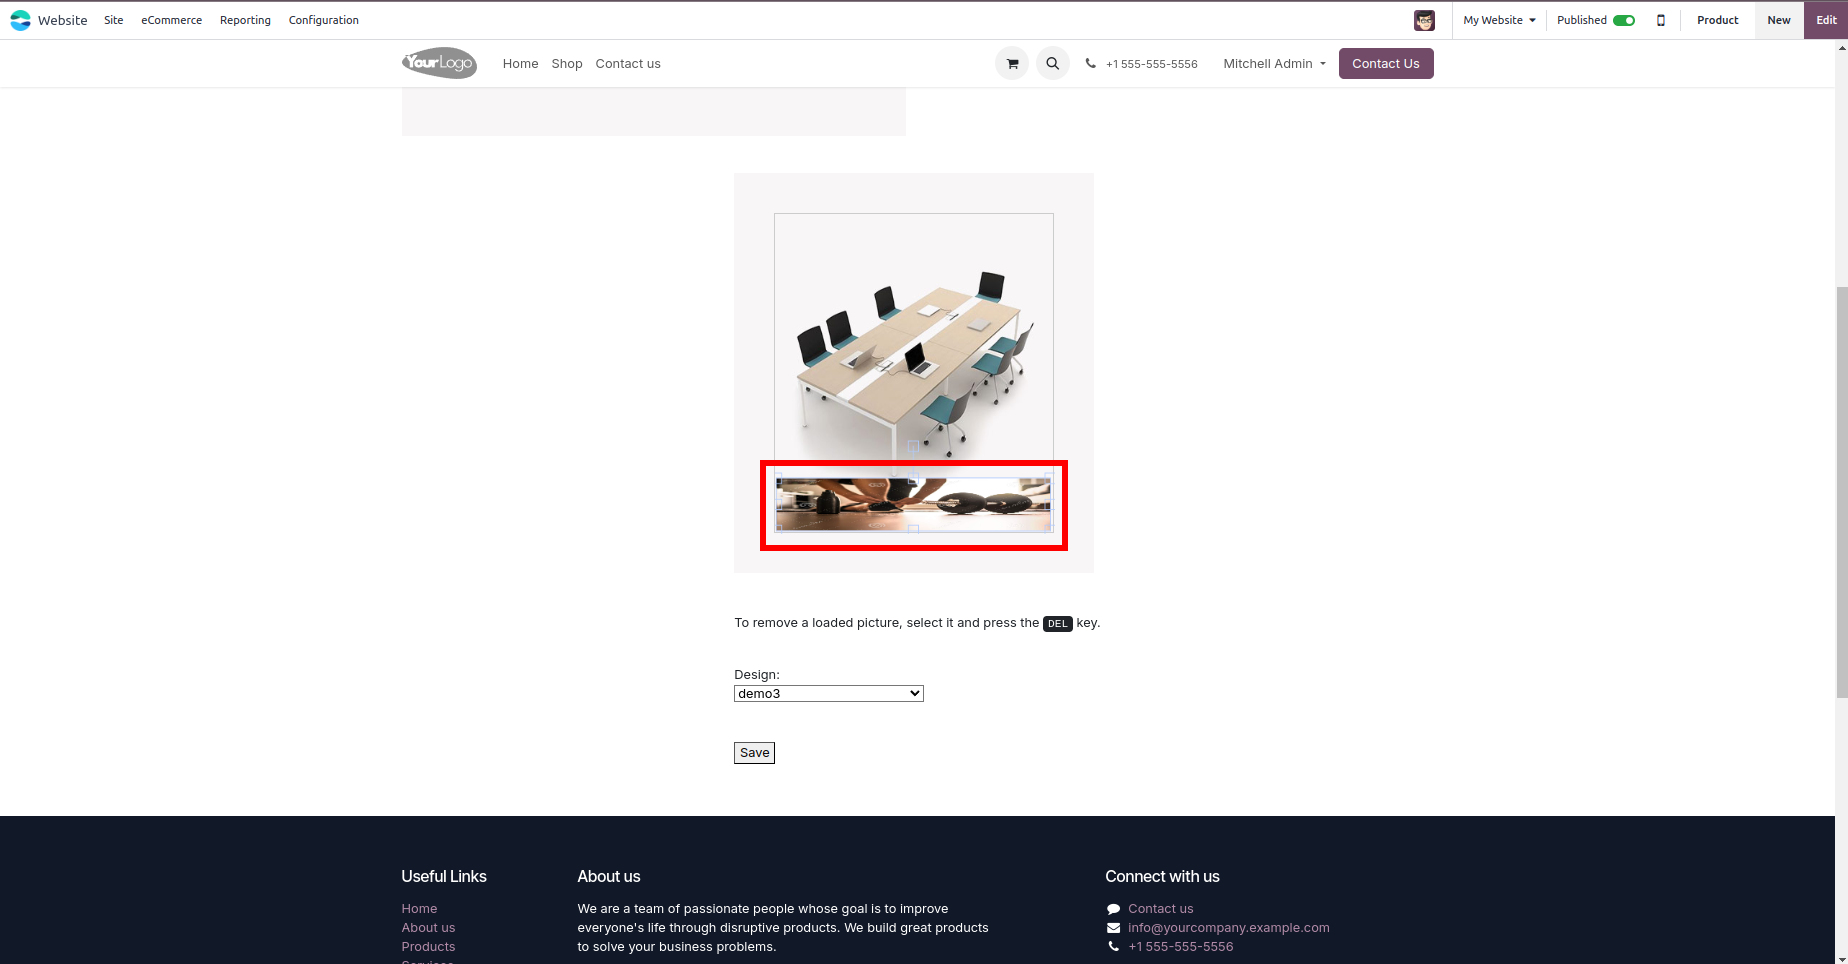 Website Site eCommerce Reporting Configuration My Website Published Product New Edit
YourLogo Home Shop Contact us +1 555-555-5556 Mitchell Admin Contact Us
To remove a loaded picture, select it and press the DEL key.
Design:
demo3
Save
Useful Links
Home
About us
Products
Services
About us
We are a team of passionate people whose goal is to improve
everyone's life through disruptive products. We build great products
to solve your business problems.
Connect with us
Contact us
info@yourcompany.example.com
+1 555-555-5556